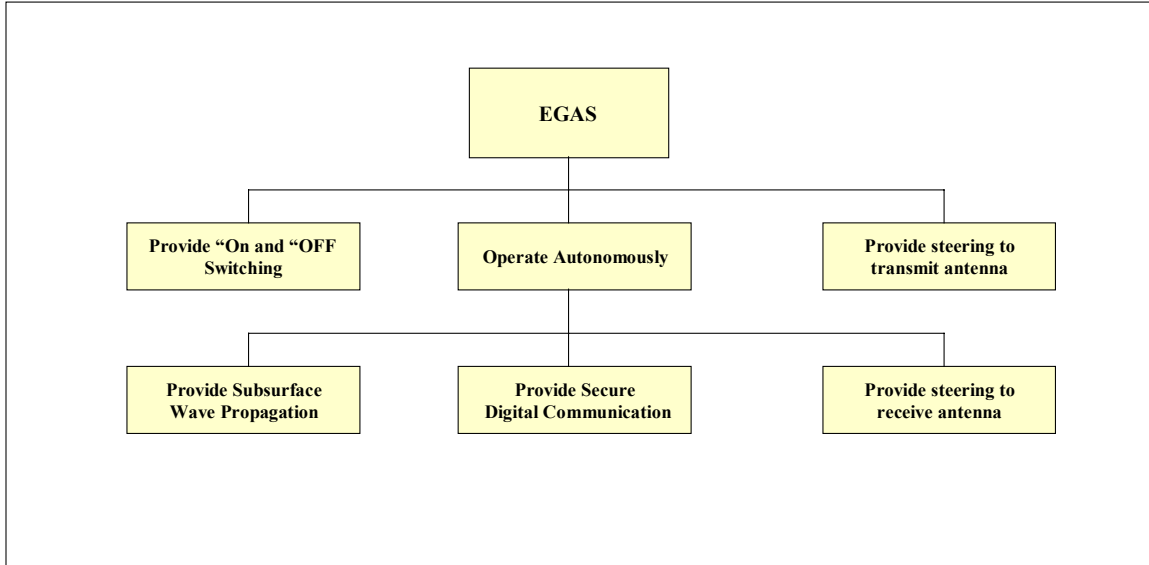 EGAS
Provide “On and “OFF
Switching
Operate Autonomously
Provide steering to
transmit antenna
Provide Subsurface
Wave Propagation
Provide Secure
Digital Communication
Provide steering to
receive antenna